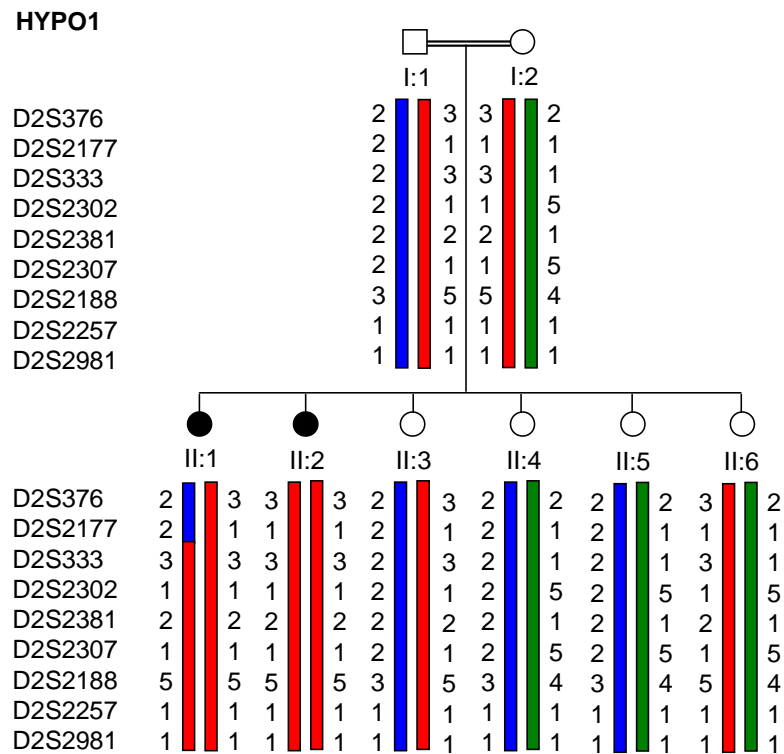 HYPO1
I:1 I:2
D2S376 2 3 3 2
D2S2177 2 1 1 1
D2S333 2 3 3 1
D2S2302 2 1 1 5
D2S2381 2 2 2 1
D2S2307 2 1 1 5
D2S2188 3 5 5 4
D2S2257 1 1 1 1
D2S2981 1 1 1 1
II:1 II:2 II:3 II:4 II:5 II:6
D2S376 2 3 3 3 2 3 2 2 2 2 3 2
D2S2177 2 1 1 1 2 1 2 1 2 1 1 1
D2S333 3 3 3 3 2 3 2 1 2 1 3 1
D2S2302 1 1 1 1 2 1 2 5 2 5 1 5
D2S2381 2 2 2 2 2 2 2 1 2 1 2 1
D2S2307 1 1 1 1 2 1 2 5 2 5 1 5
D2S2188 5 5 5 5 3 5 3 4 3 4 5 4
D2S2257 1 1 1 1 1 1 1 1 1 1 1 1
D2S2981 1 1 1 1 1 1 1 1 1 1 1 1